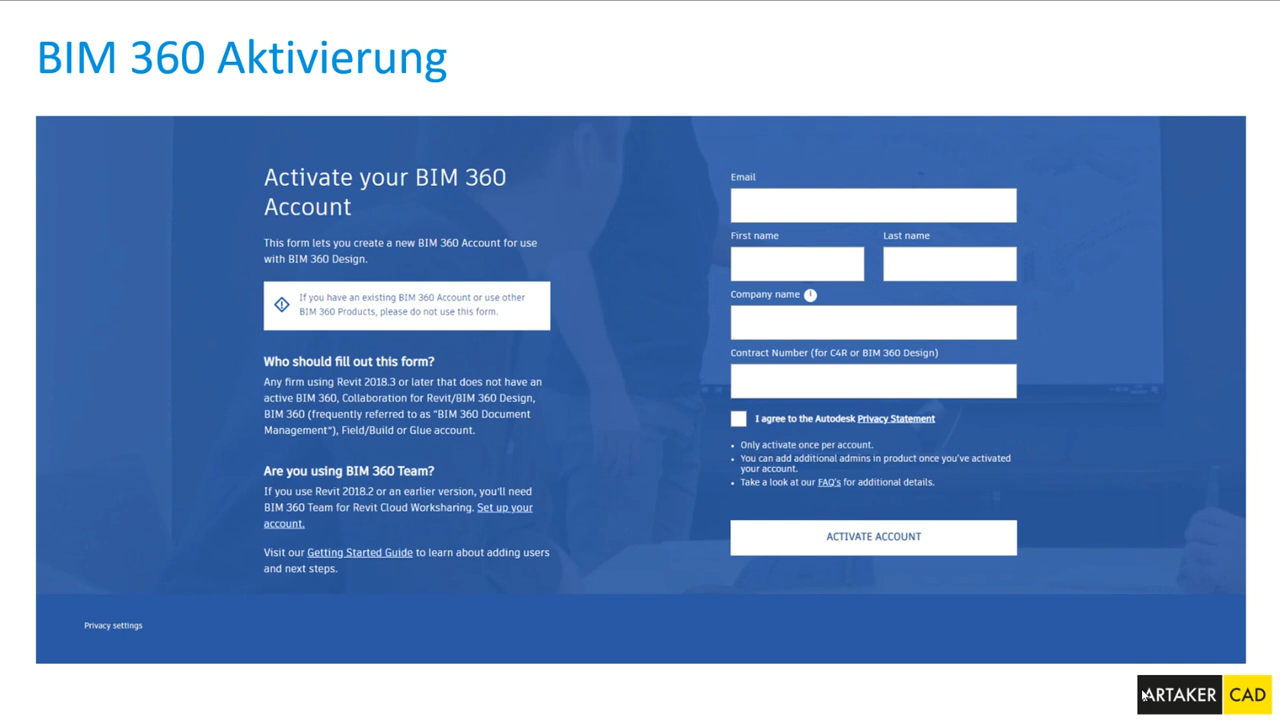 BIM 360 Aktivierung
Activate your BIM 360
Account
This form lets you create a new BIM 360 Account for use
with BIM 360 Design.
If you have an existing BIM 360 Account or use other
BIM 360 Products, please do not use this form.
Who should fill out this form?
Any firm using Revit 2018.3 or later that does not have an
active BIM 360, Collaboration for Revit/BIM 360 Design,
BIM 360 (frequently referred to as "BIM 360 Document
Management"), Field/Build or Glue account.
Are you using BIM 360 Team?
If you use Revit 2018.2 or an earlier version, you'll need
BIM 360 Team for Revit Cloud Worksharing. Set up your
account.
Visit our Getting Started Guide to learn about adding users
and next steps.
Email
First name Last name
Company name
Contract Number (for C4R or BIM 360 Design)
I agree to the Autodesk Privacy Statement
• Only activate once per account.
• You can add additional admins in product once you've activated
your account.
• Take a look at our FAQ's for additional details.
ACTIVATE ACCOUNT
Privacy settings
ARTAKER CAD